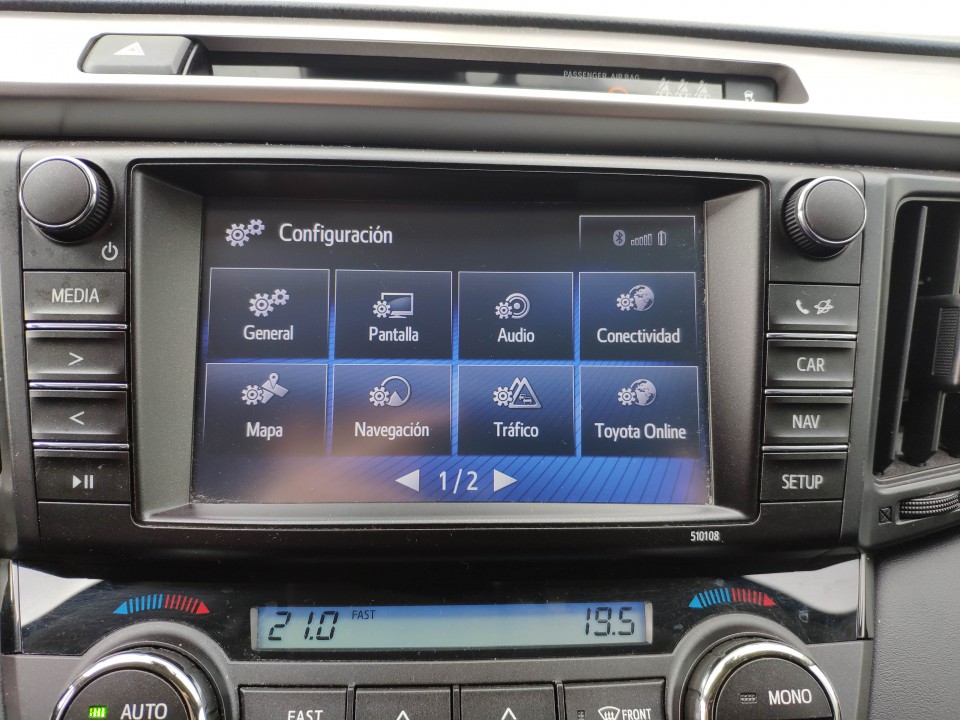 PASSENGER AIRBAG
Configuración
MEDIA
General
Pantalla
Audio
Conectividad
>
CAR
<
Mapa
Navegación
Tráfico
Toyota Online
NAV
1/2
SETUP
510108
21.0 FAST 19.5
AUTO
FAST
FRONT
MONO